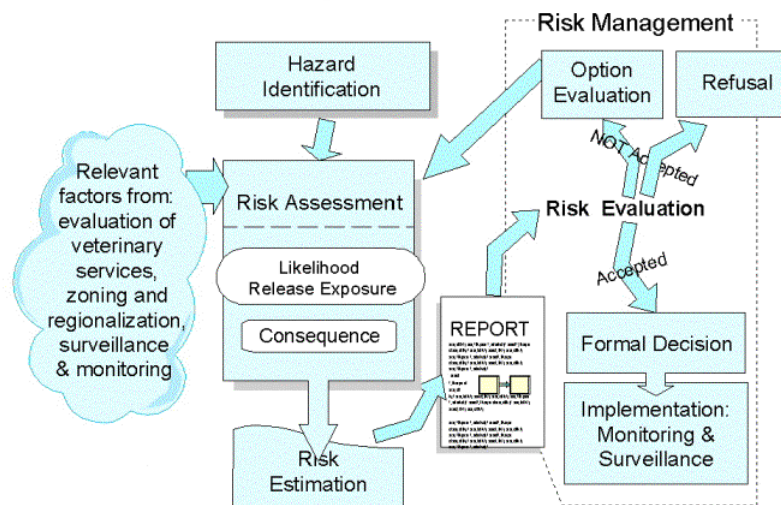 Risk Management
Hazard
Identification
Option
Evaluation
Refusal
NOT Accepted
Relevant
factors from:
evaluation of
veterinary
services,
zoning and
regionalization,
surveillance
& monitoring
Risk Assessment
Likelihood
Release Exposure
Consequence
Risk Evaluation
Accepted
REPORT
Formal Decision
Implementation:
Monitoring &
Surveillance
Risk
Estimation